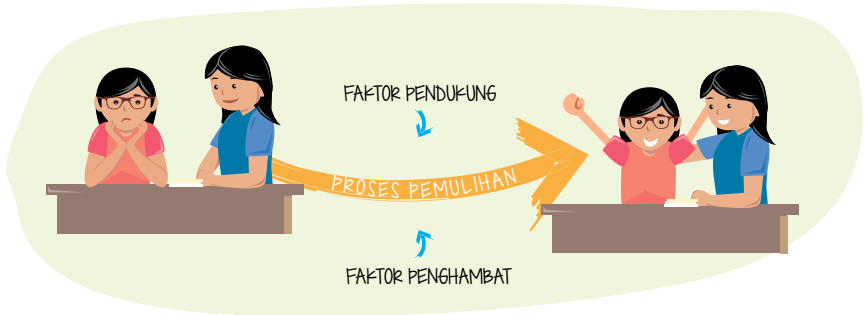 FAKTOR PENDUKUNG
PROSES PEMULIHAN
FAKTOR PENGHAMBAT